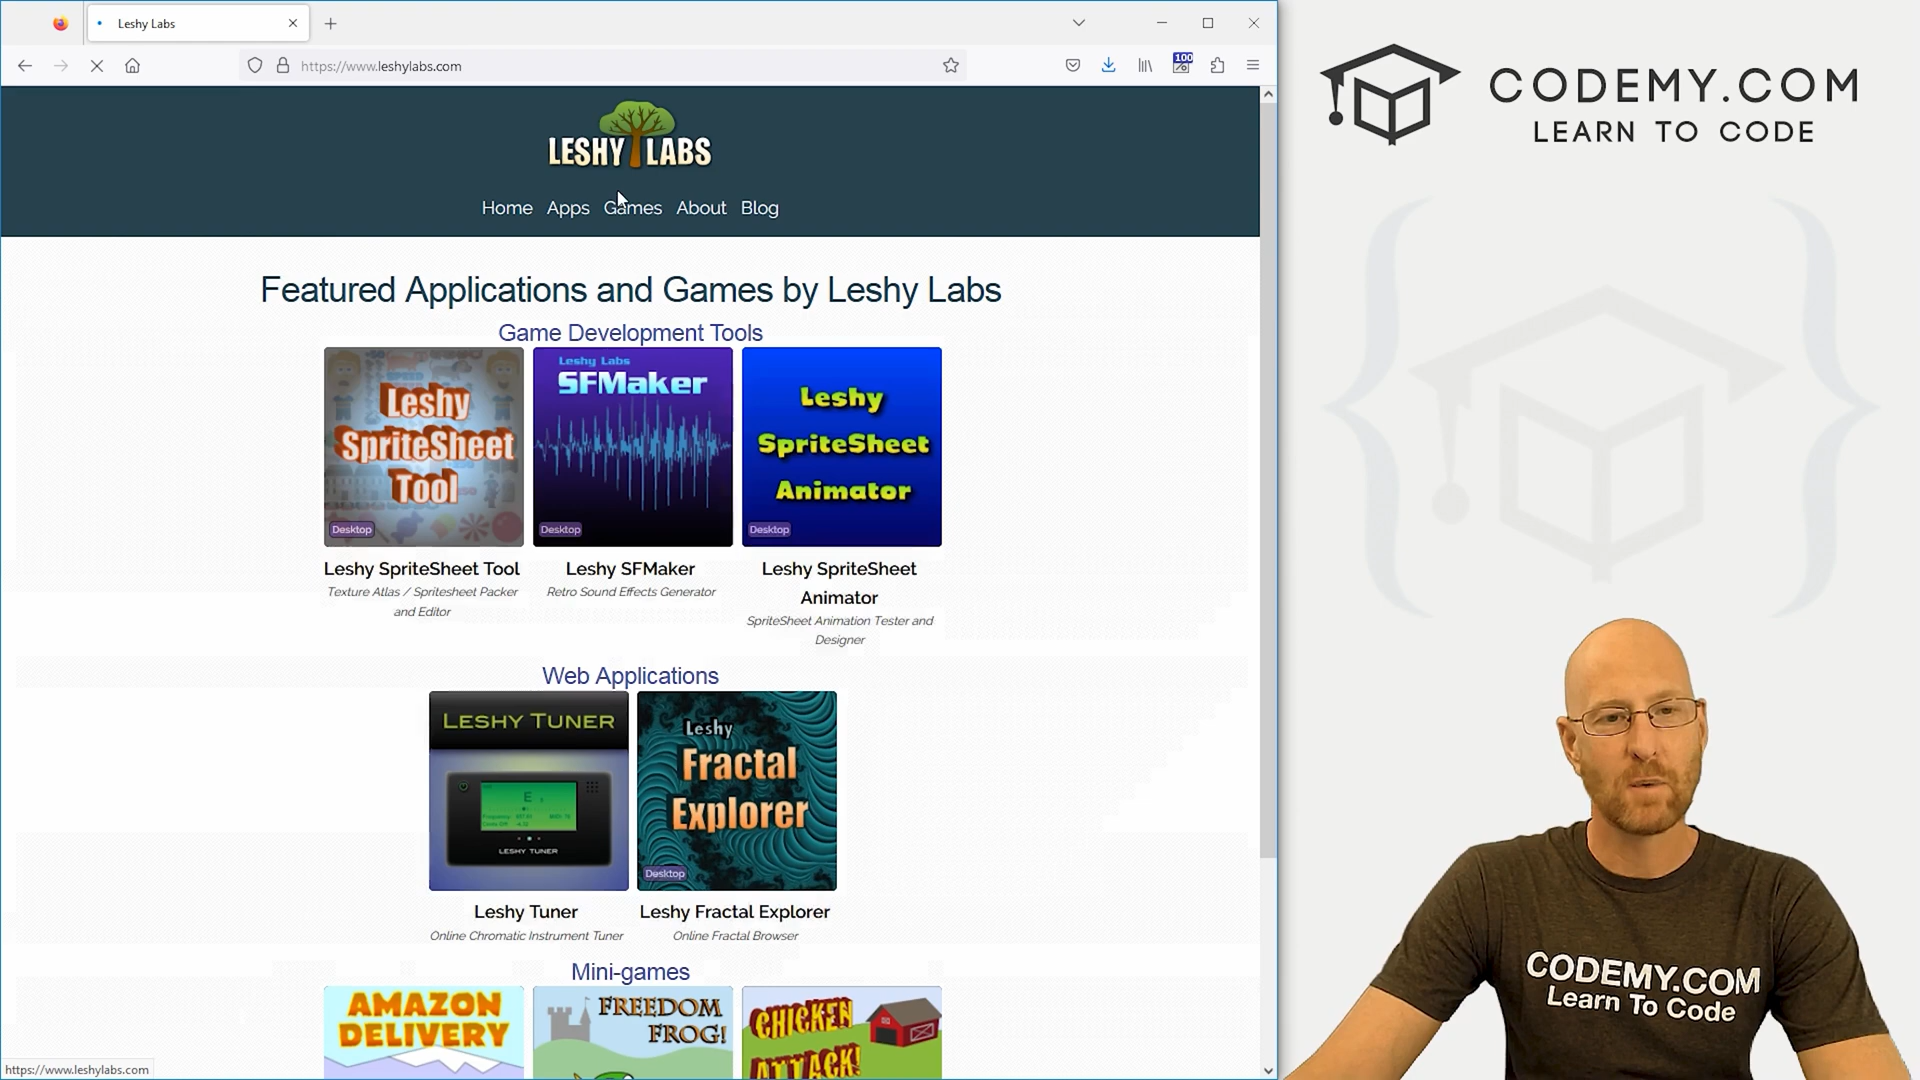 Leshy Labs
100
https://www.leshylabs.com
CODEMY.COM
LEARN TO CODE
LESHY LABS
Home Apps Games About Blog
Featured Applications and Games by Leshy Labs
Game Development Tools
Leshy
SpriteSheet
Tool
Desktop
Leshy Labs
SFMaker
Desktop
Leshy
SpriteSheet
Animator
Desktop
Leshy SpriteSheet Tool
Texture Atlas / Spritesheet Packer
and Editor
Leshy SFMaker
Retro Sound Effects Generator
Leshy SpriteSheet
Animator
SpriteSheet Animation Tester and
Designer
Web Applications
LESHY TUNER
E
LESHY TUNER
Leshy
Fractal
Explorer
Desktop
Leshy Tuner
Online Chromatic Instrument Tuner
Leshy Fractal Explorer
Online Fractal Browser
Mini-games
AMAZON
DELIVERY
FREEDOM
FROG!
CHICKEN
ATTACK!
https://www.leshylabs.com
CODEMY.COM
Learn To Code